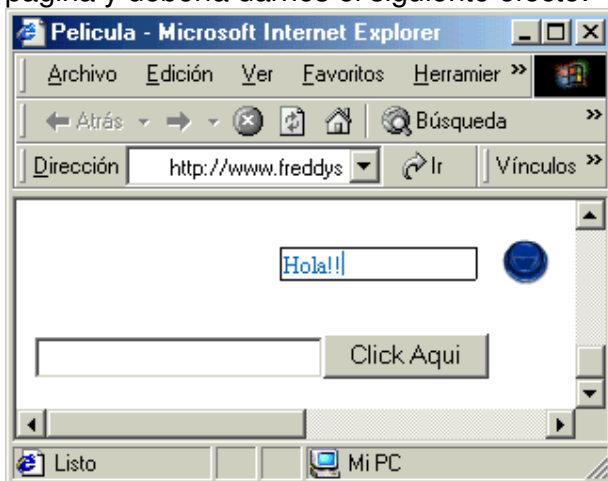 página y debería darnos el siguiente efecto:
Pelicula - Microsoft Internet Explorer
Archivo Edición Ver Favoritos Herramier »
Atrás Búsqueda »
Dirección http://www.freddys Ir Vínculos »
Hola!!
Click Aqui
Listo Mi PC